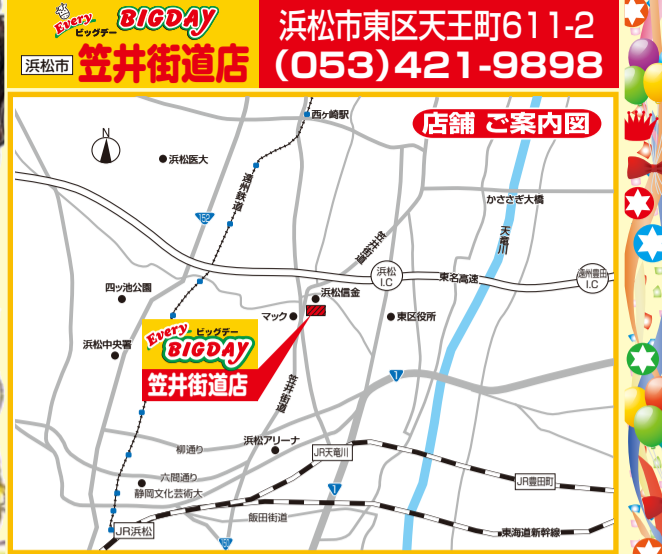 Every
ビッグデー
BIGDAY
浜松市
笠井街道店
浜松市東区天王町611-2
(053)421-9898
店舗 ご案内図
N
西ヶ崎駅
浜松医大
遠州鉄道
152
かささぎ大橋
天竜川
笠井街道
浜松
I.C
東名高速
遠州豊田
I.C
四ッ池公園
浜松信金
マック
東区役所
浜松中央署
Every
ビッグデー
BIGDAY
笠井街道店
1
笠井街道
柳通り
浜松アリーナ
JR天竜川
六間通り
静岡文化芸術大
1
JR豊田町
飯田街道
JR浜松
152
東海道新幹線